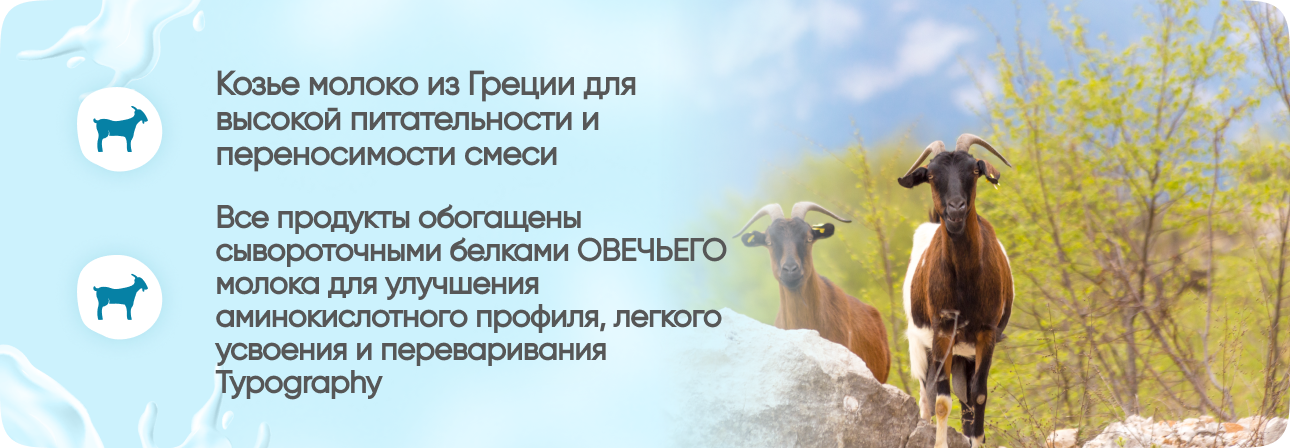 Козье молоко из Греции для
высокой питательности и
переносимости смеси
Все продукты обогащены
сывороточными белками ОВЕЧЬЕГО
молока для улучшения
аминокислотного профиля, легкого
усвоения и переваривания
Typography